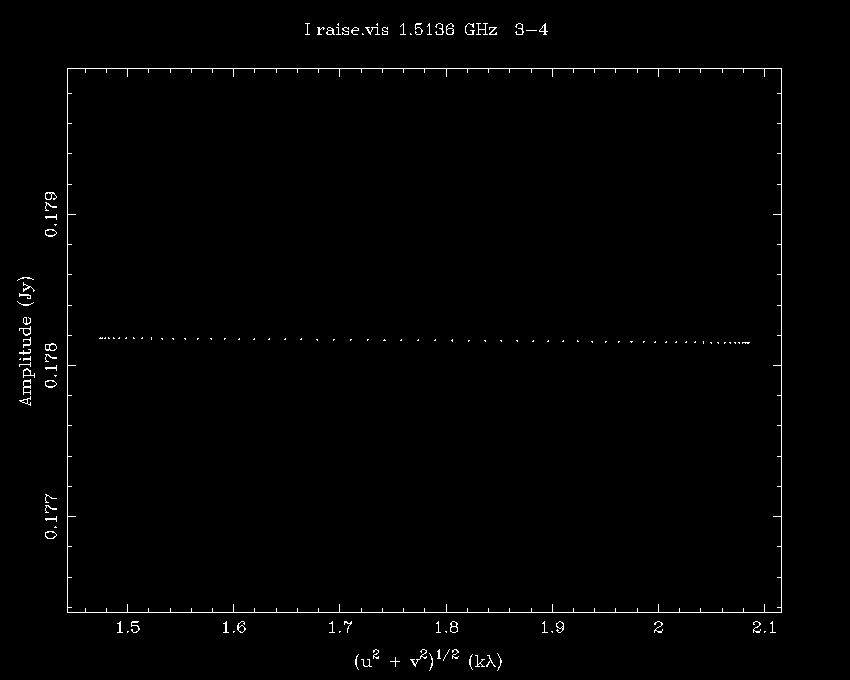 I raise.vis 1.5136 GHz 3-4
Amplitude (Jy)
0.179
0.178
0.177
1.5 1.6 1.7 1.8 1.9 2 2.1
(u² + v²)^1/2 (kλ)